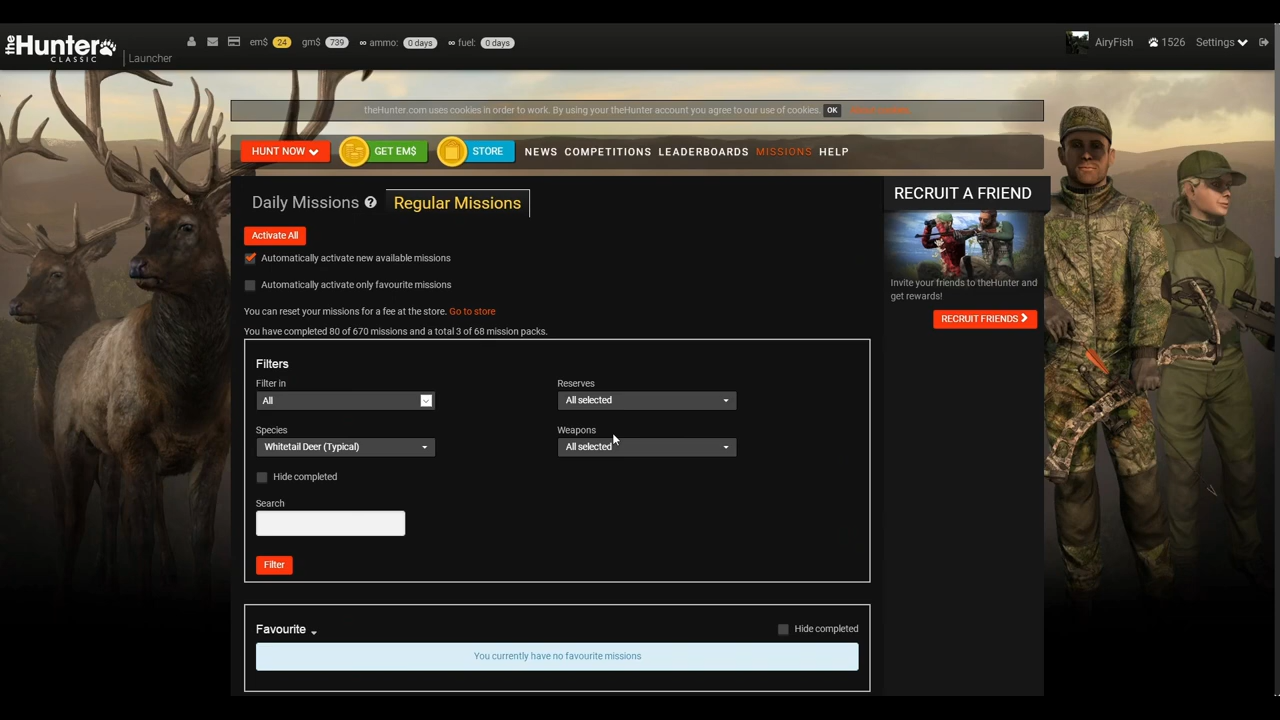 theHunter CLASSIC
Launcher
em$ 24 gm$ 739 ∞ ammo: 0 days ∞ fuel: 0 days
AiryFish 1526 Settings
theHunter.com uses cookies in order to work. By using your theHunter account you agree to our use of cookies. OK
HUNT NOW GET EM$ STORE NEWS COMPETITIONS LEADERBOARDS MISSIONS HELP
Daily Missions ? Regular Missions
Activate All
Automatically activate new available missions
Automatically activate only favourite missions
You can reset your missions for a fee at the store. Go to store
You have completed 80 of 670 missions and a total 3 of 68 mission packs.
Filters
Filter in
All
Reserves
All selected
Species
Whitetail Deer (Typical)
Weapons
All selected
Hide completed
Search
Filter
Favourite
Hide completed
You currently have no favourite missions
RECRUIT A FRIEND
Invite your friends to theHunter and
get rewards!
RECRUIT FRIENDS